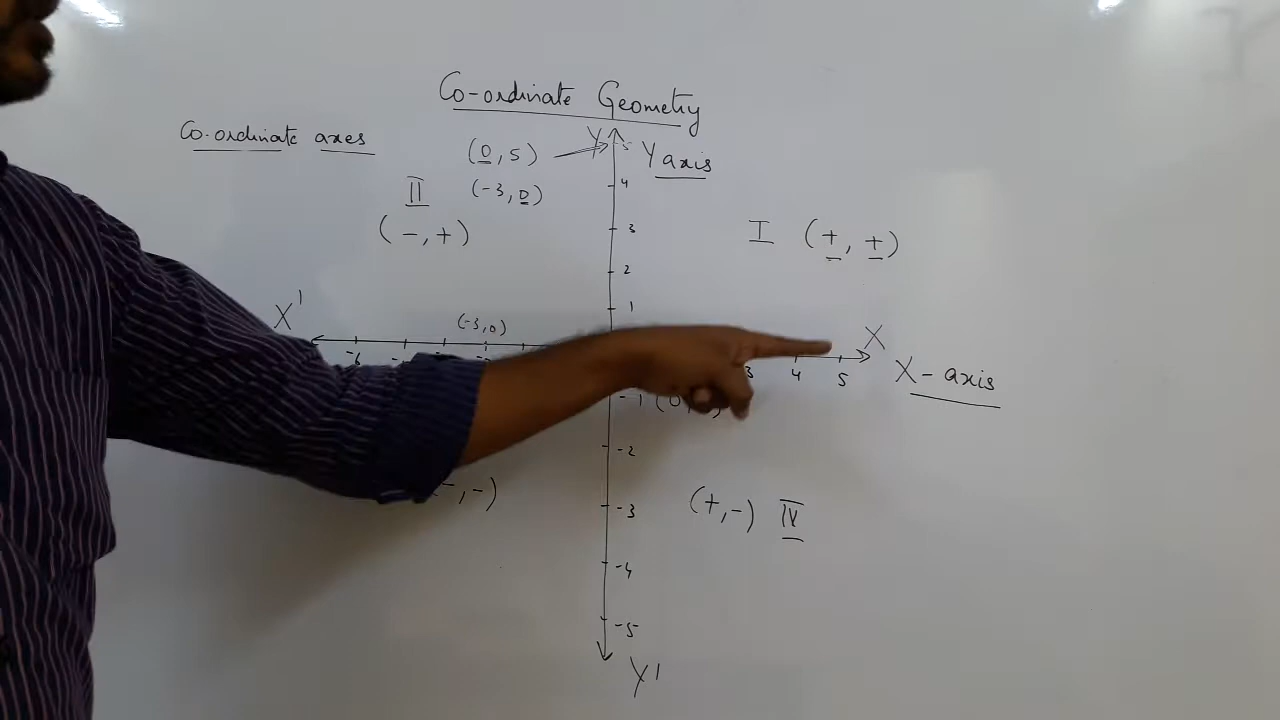 Co-ordinate Geometry
Co-ordinate axes
(0, 5)
Y
Y axis
5
II
(-3, 0)
4
(-, +)
3
I (+, +)
2
X'
(-3, 0)
1
X
-6
3
4
5
X-axis
-1
-2
-, -)
(+, -) IV
-3
-4
-5
Y'